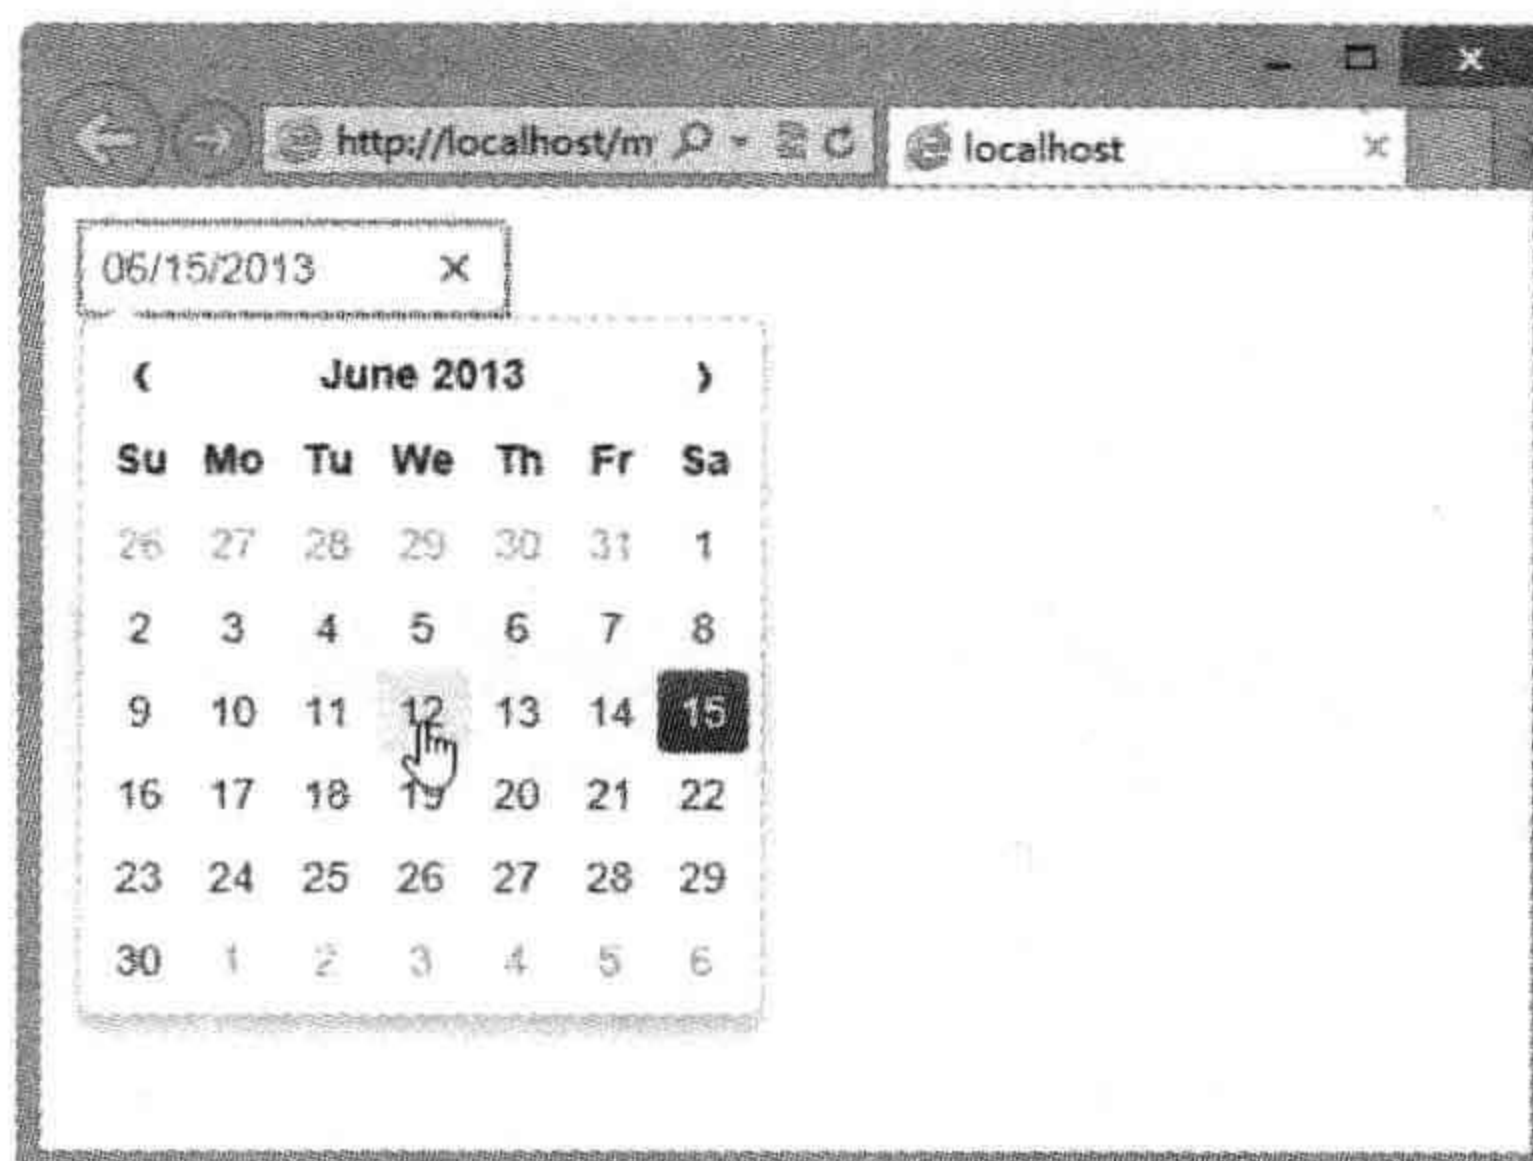 http://localhost/m
localhost
06/15/2013
June 2013
Su Mo Tu We Th Fr Sa
26 27 28 29 30 31 1
2 3 4 5 6 7 8
9 10 11 12 13 14 15
16 17 18 19 20 21 22
23 24 25 26 27 28 29
30 1 2 3 4 5 6